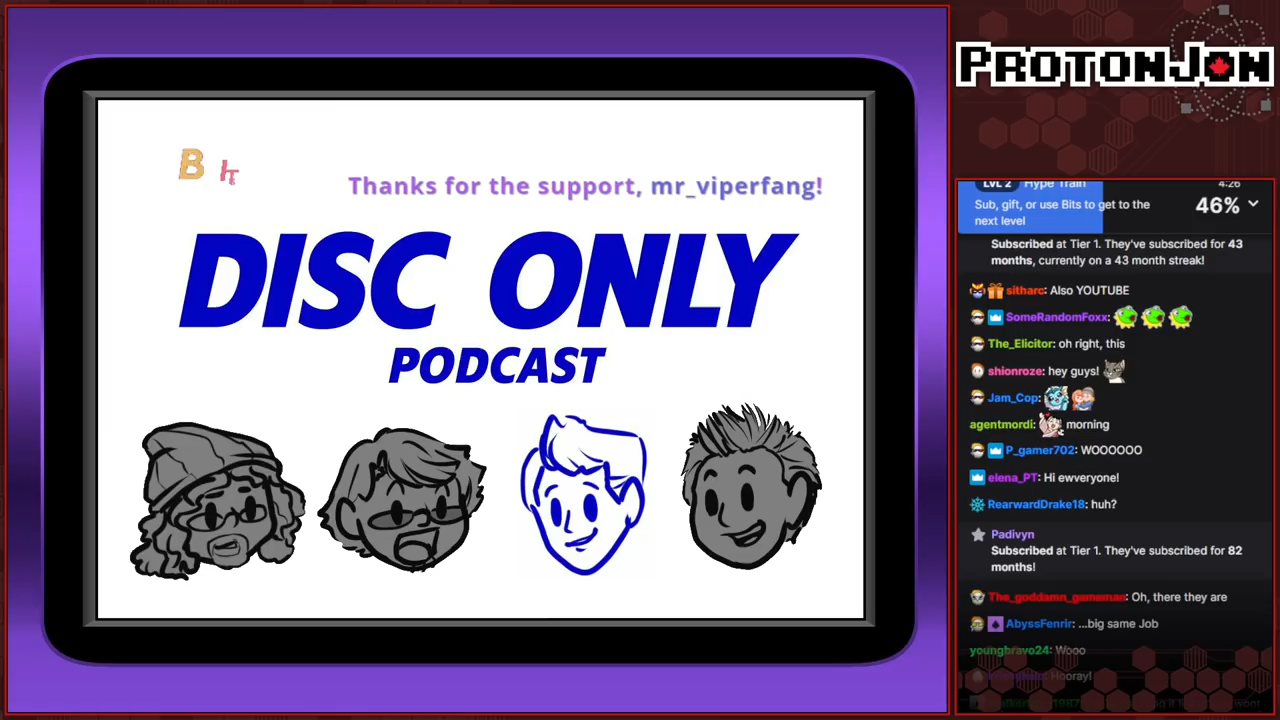 PROTONJON
B IT
Thanks for the support, mr_viperfang!
DISC ONLY
PODCAST
LVL 2 Hype Train 4:26
Sub, gift, or use Bits to get to the
next level
46%
Subscribed at Tier 1. They've subscribed for 43
months, currently on a 43 month streak!
sitharc: Also YOUTUBE
SomeRandomFoxx:
The_Elicitor: oh right, this
shionroze: hey guys!
Jam_Cop:
agentmordi: morning
P_gamer702: WOOOOOO
elena_PT: Hi ewveryone!
RearwardDrake18: huh?
Padivyn
Subscribed at Tier 1. They've subscribed for 82
months!
The_goddamn_gameman: Oh, there they are
AbyssFenrir: ...big same Job
youngbravo24: Wooo
Hooray!